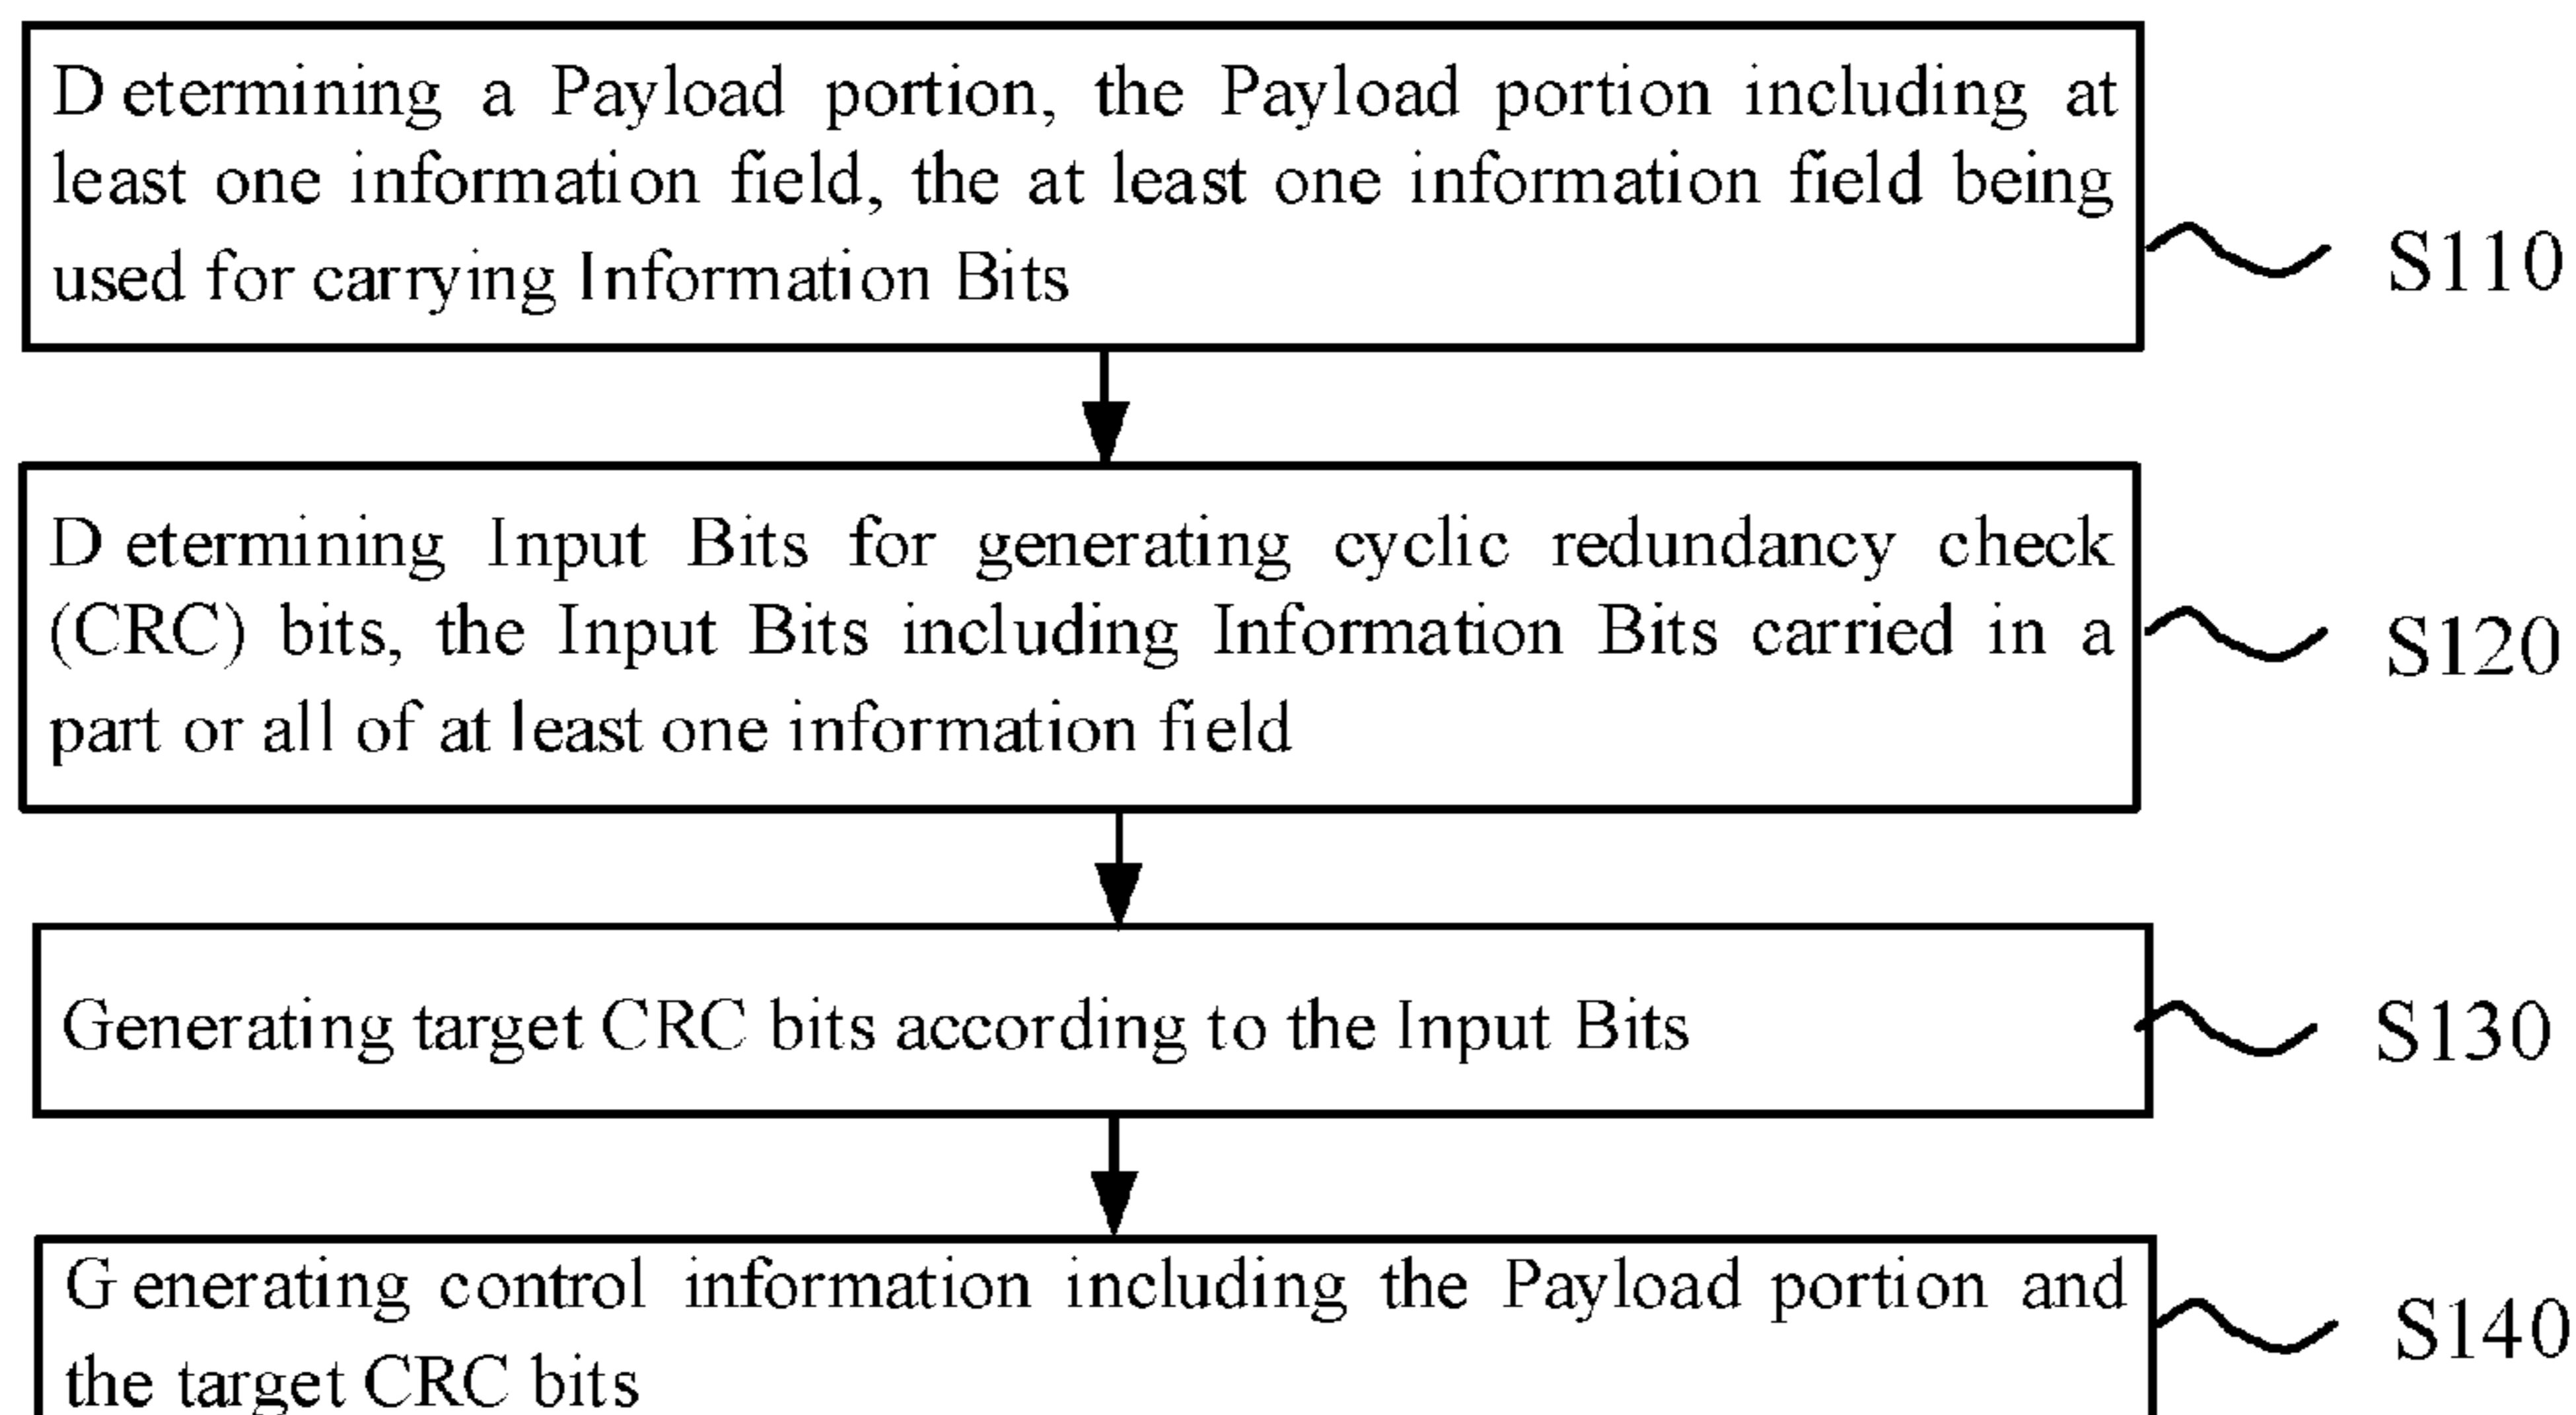 D etermining a Payload portion, the Payload portion including at
least one information field, the at least one information field being
used for carrying Information Bits
S110
D etermining Input Bits for generating cyclic redundancy check
(CRC) bits, the Input Bits including Information Bits carried in a
part or all of at least one information field
S120
Generating target CRC bits according to the Input Bits
S130
G enerating control information including the Payload portion and
the target CRC bits
S140